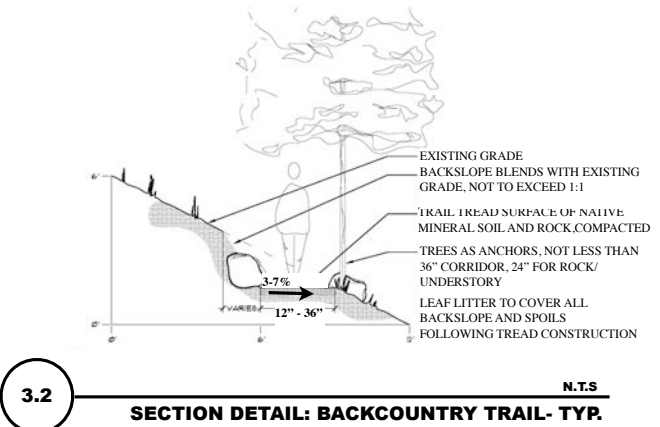 EXISTING GRADE
BACKSLOPE BLENDS WITH EXISTING
GRADE, NOT TO EXCEED 1:1
TRAIL TREAD SURFACE OF NATIVE
MINERAL SOIL AND ROCK,COMPACTED
TREES AS ANCHORS, NOT LESS THAN
36” CORRIDOR, 24” FOR ROCK/
UNDERSTORY
LEAF LITTER TO COVER ALL
BACKSLOPE AND SPOILS
FOLLOWING TREAD CONSTRUCTION
6'
3-7%
VARIES
12” - 36”
0'
0'
6'
12'
3.2
N.T.S
SECTION DETAIL: BACKCOUNTRY TRAIL- TYP.